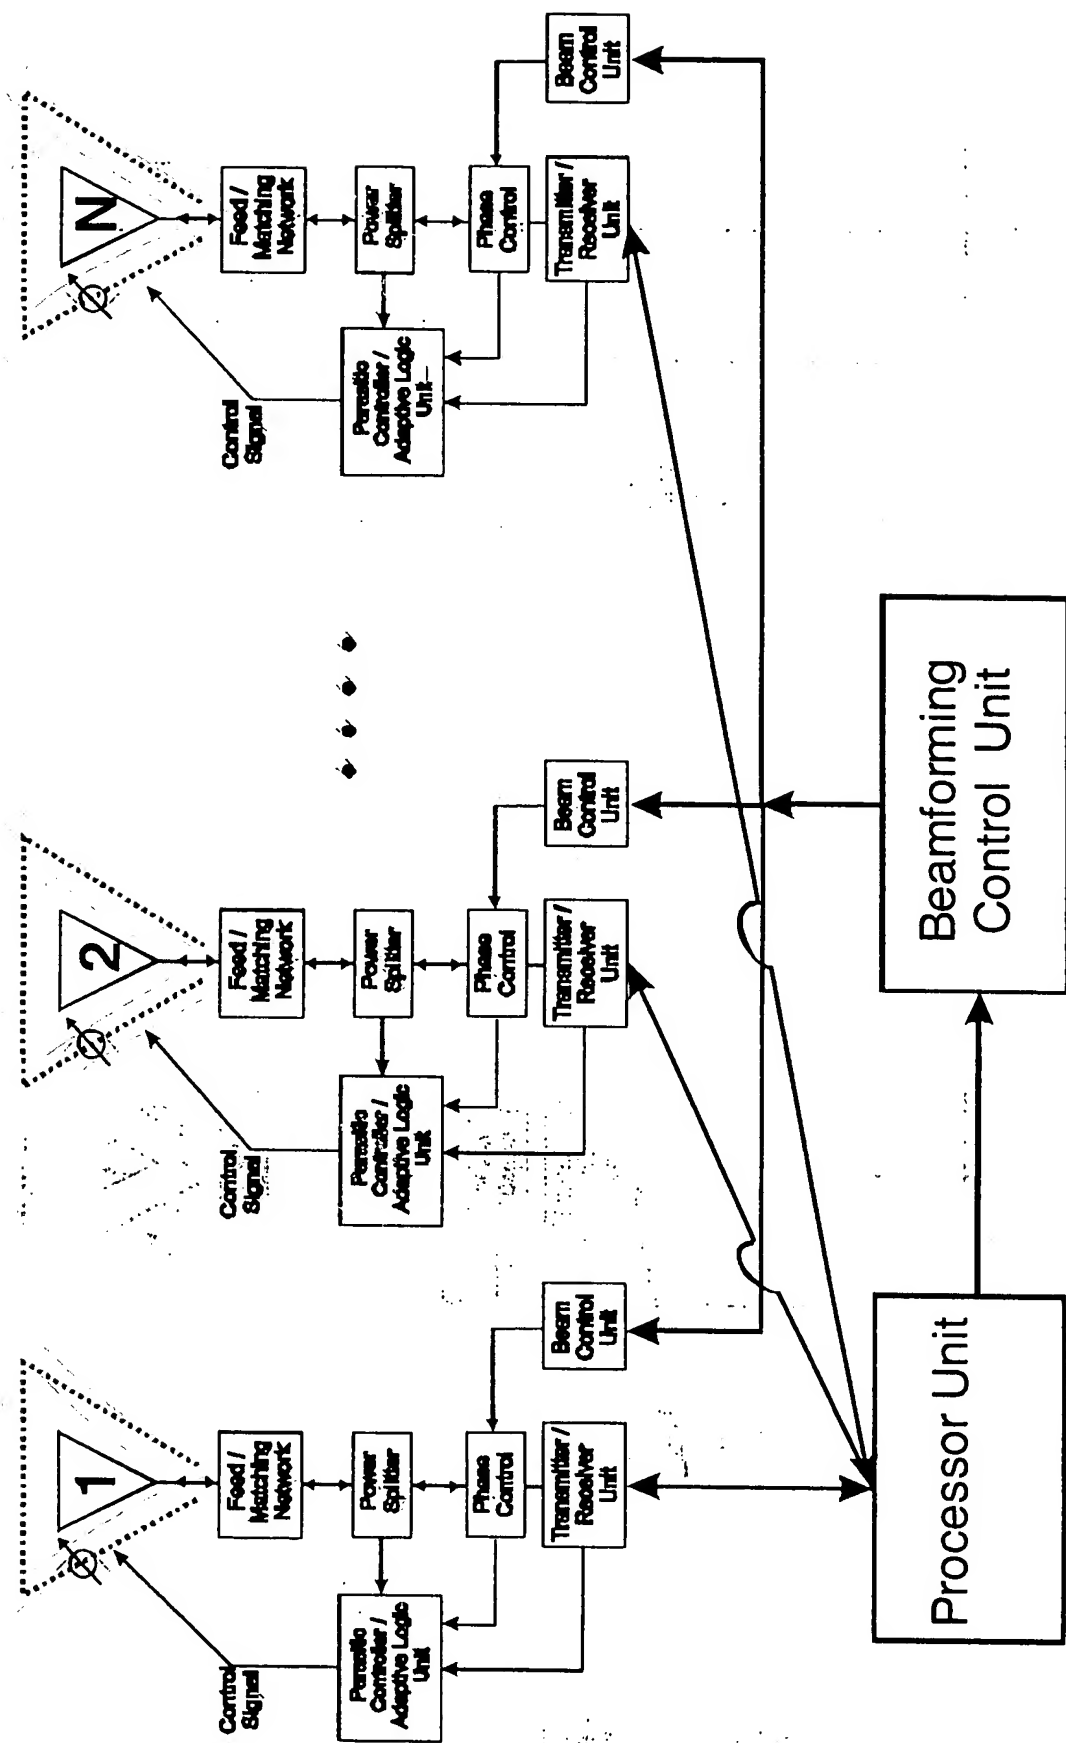 1
Control
Signal
Feed /
Matching
Network
Power
Splitter
Parasitic
Controller /
Adaptive Logic
Unit
Phase
Control
Transmitter /
Receiver
Unit
Beam
Control
Unit
2
Control
Signal
Feed /
Matching
Network
Power
Splitter
Parasitic
Controller /
Adaptive Logic
Unit
Phase
Control
Transmitter /
Receiver
Unit
Beam
Control
Unit
N
Control
Signal
Feed /
Matching
Network
Power
Splitter
Parasitic
Controller /
Adaptive Logic
Unit
Phase
Control
Transmitter /
Receiver
Unit
Beam
Control
Unit
Processor Unit
Beamforming
Control Unit